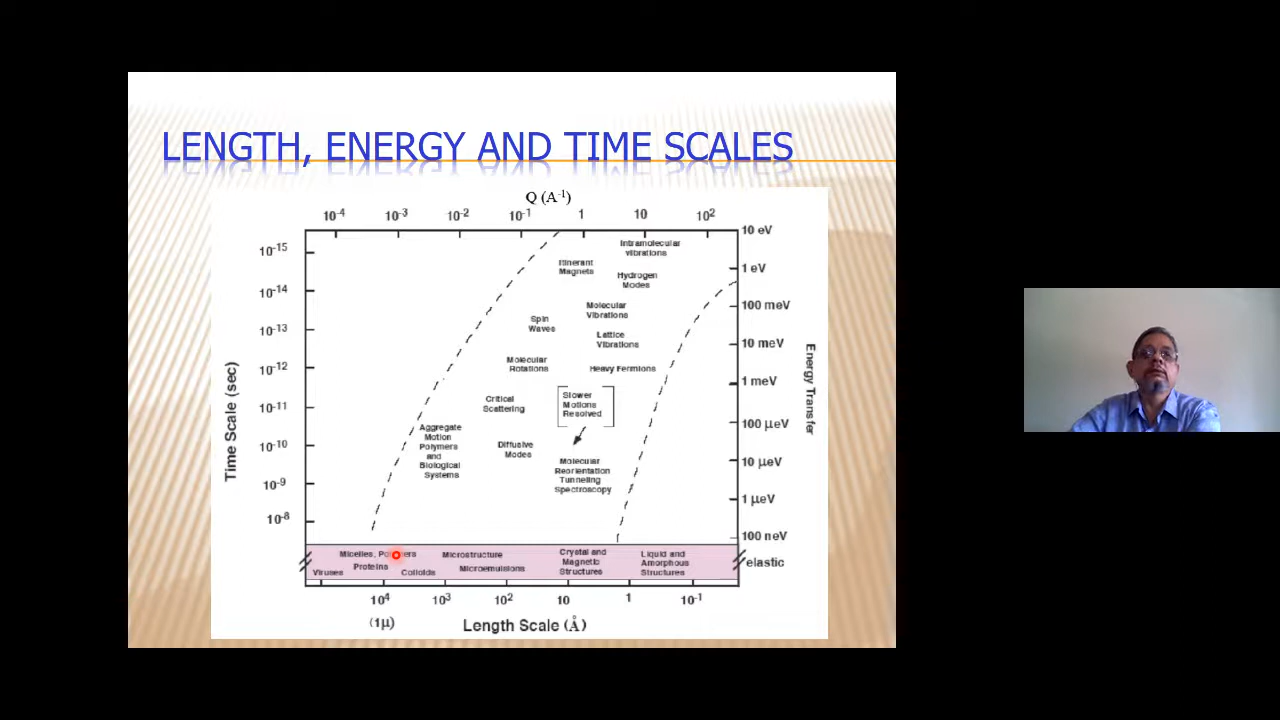 LENGTH, ENERGY AND TIME SCALES
Q (A-1)
10-4 10-3 10-2 10-1 1 10 102
10-15
10-14
10-13
10-12
10-11
10-10
10-9
10-8
Time Scale (sec)
10 eV
1 eV
100 meV
10 meV
1 meV
100 µeV
10 µeV
1 µeV
100 neV
elastic
Energy Transfer
Intramolecular
vibrations
Itinerant
Magnets
Hydrogen
Modes
Molecular
Vibrations
Spin
Waves
Lattice
Vibrations
Molecular
Rotations
Heavy Fermions
Critical
Scattering
Slower
Motions
Resolved
Aggregate
Motion
Polymers
and
Biological
Systems
Diffusive
Modes
Molecular
Reorientation
Tunneling
Spectroscopy
Micelles, Polymers
Proteins
Viruses
Colloids
Microstructure
Microemulsions
Crystal and
Magnetic
Structures
Liquid and
Amorphous
Structures
104 103 102 10 1 10-1
(1µ)
Length Scale (Å)